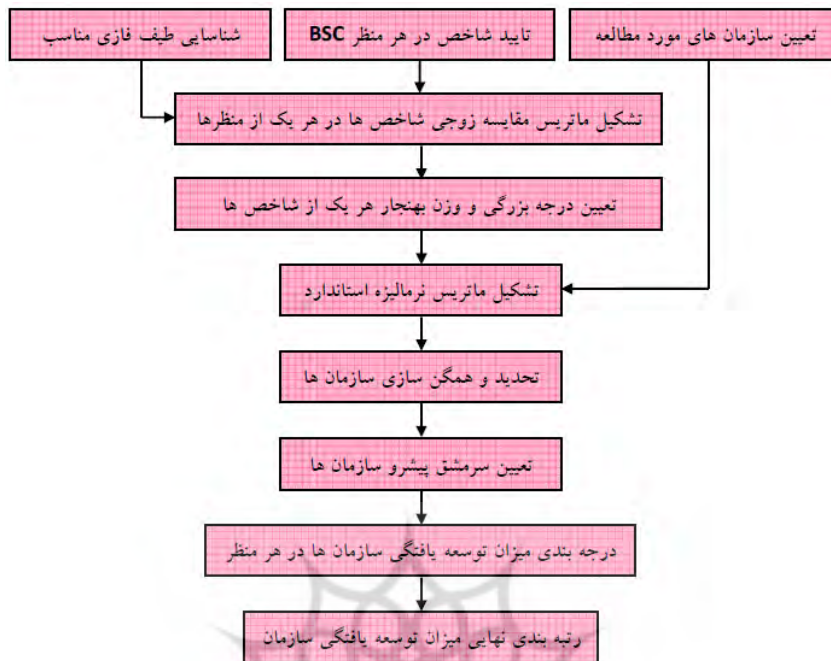 تعیین سازمان های مورد مطالعه
تایید شاخص در هر منظر BSC
شناسایی طیف فازی مناسب
تشکیل ماتریس مقایسه زوجی شاخص ها در هر یک از منظرها
تعیین درجه بزرگی و وزن بهنجار هر یک از شاخص ها
تشکیل ماتریس نرمالیزه استاندارد
تحدید و همگن سازی سازمان ها
تعیین سرمشق پیشرو سازمان ها
درجه بندی میزان توسعه یافتگی سازمان ها در هر منظر
رتبه بندی نهایی میزان توسعه یافتگی سازمان